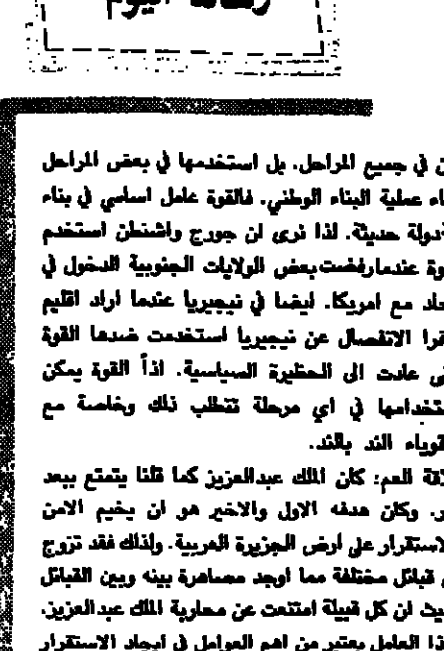 اليوم
ن في جميع المراحل. بل استخدمها في بعض المراحل
اء عملية البناء الوطني. فالقوة عامل اساسي في بناء
دولة حديثة. لذا نرى ان جورج واشنطن استخدم
وة عندمارفضت بعض الولايات الجنوبية الدخول في
حاد مع امريكا. ايضا في نيجيريا عندما اراد اقليم
فرا الانفصال عن نيجيريا استخدمت ضدها القوة
ى عادت الى الحظيرة السياسية. اذاً القوة يمكن
تخدامها في اي مرحلة تتطلب ذلك وخاصة مع
قوياء الند بالند.
لاقة الدم: كان الملك عبدالعزيز كما قلنا يتمتع ببعد
ر. وكان هدفه الاول والاخير هو ان يخيم الامن
لاستقرار على ارض الجزيرة العربية. ولذلك فقد تزوج
ن قبائل مختلفة مما اوجد مصاهرة بينه وبين القبائل
يث ان كل قبيلة امتنعت عن محاربة الملك عبدالعزيز.
ذا العامل يعتبر من اهم العوامل في ايجاد الاستقرار